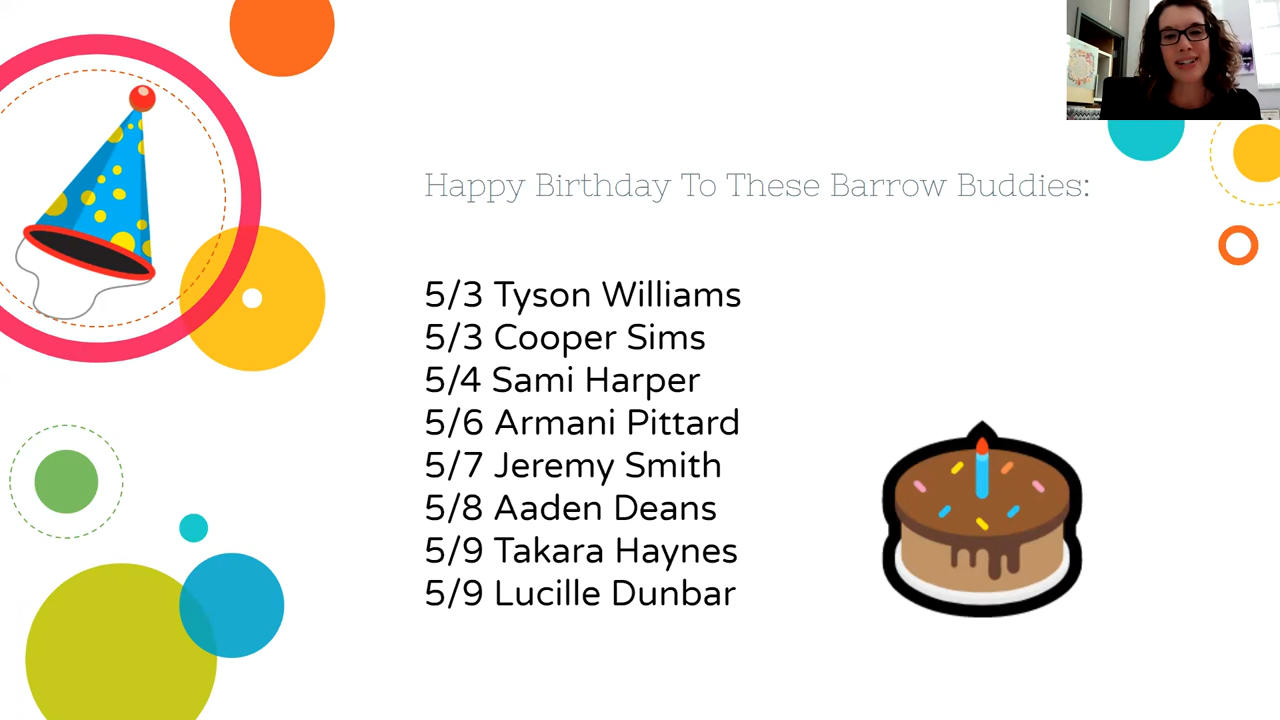 Happy Birthday To These Barrow Buddies:
5/3 Tyson Williams
5/3 Cooper Sims
5/4 Sami Harper
5/6 Armani Pittard
5/7 Jeremy Smith
5/8 Aaden Deans
5/9 Takara Haynes
5/9 Lucille Dunbar